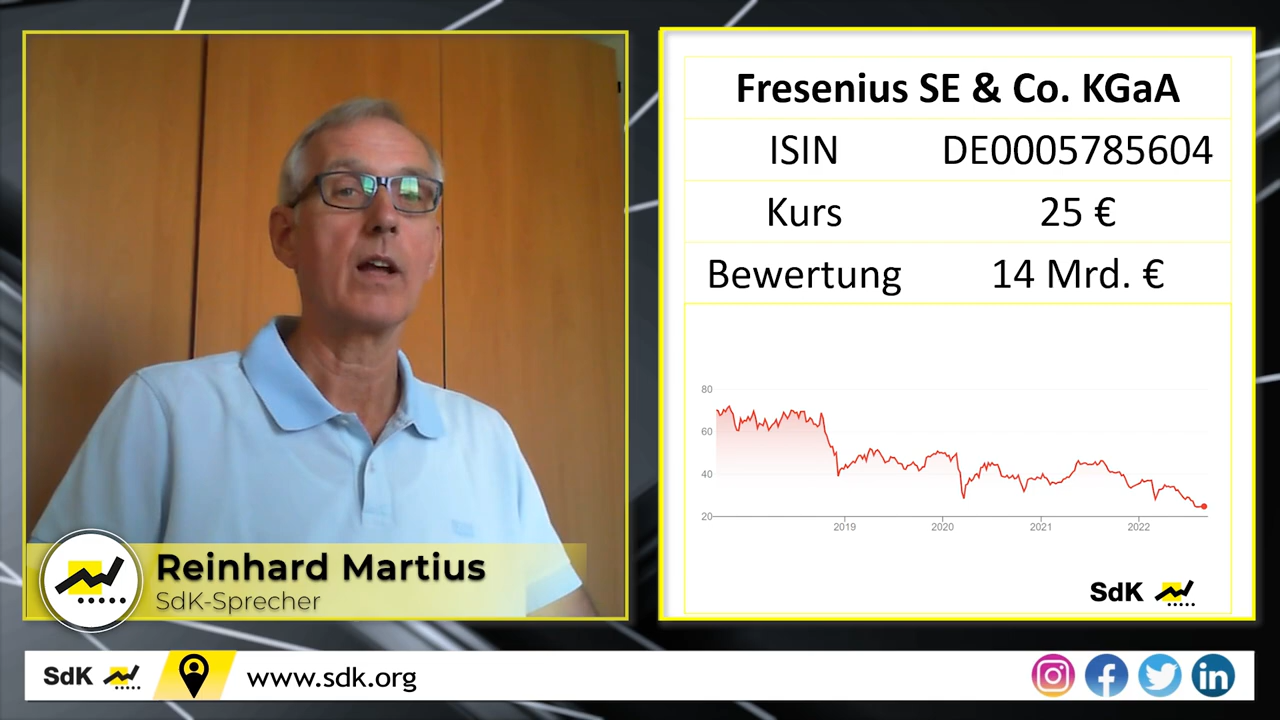 Fresenius SE & Co. KGaA
ISIN DE0005785604
Kurs 25 €
Bewertung 14 Mrd. €
80
60
40
20
2019 2020 2021 2022
SdK
Reinhard Martius
SdK-Sprecher
SdK www.sdk.org